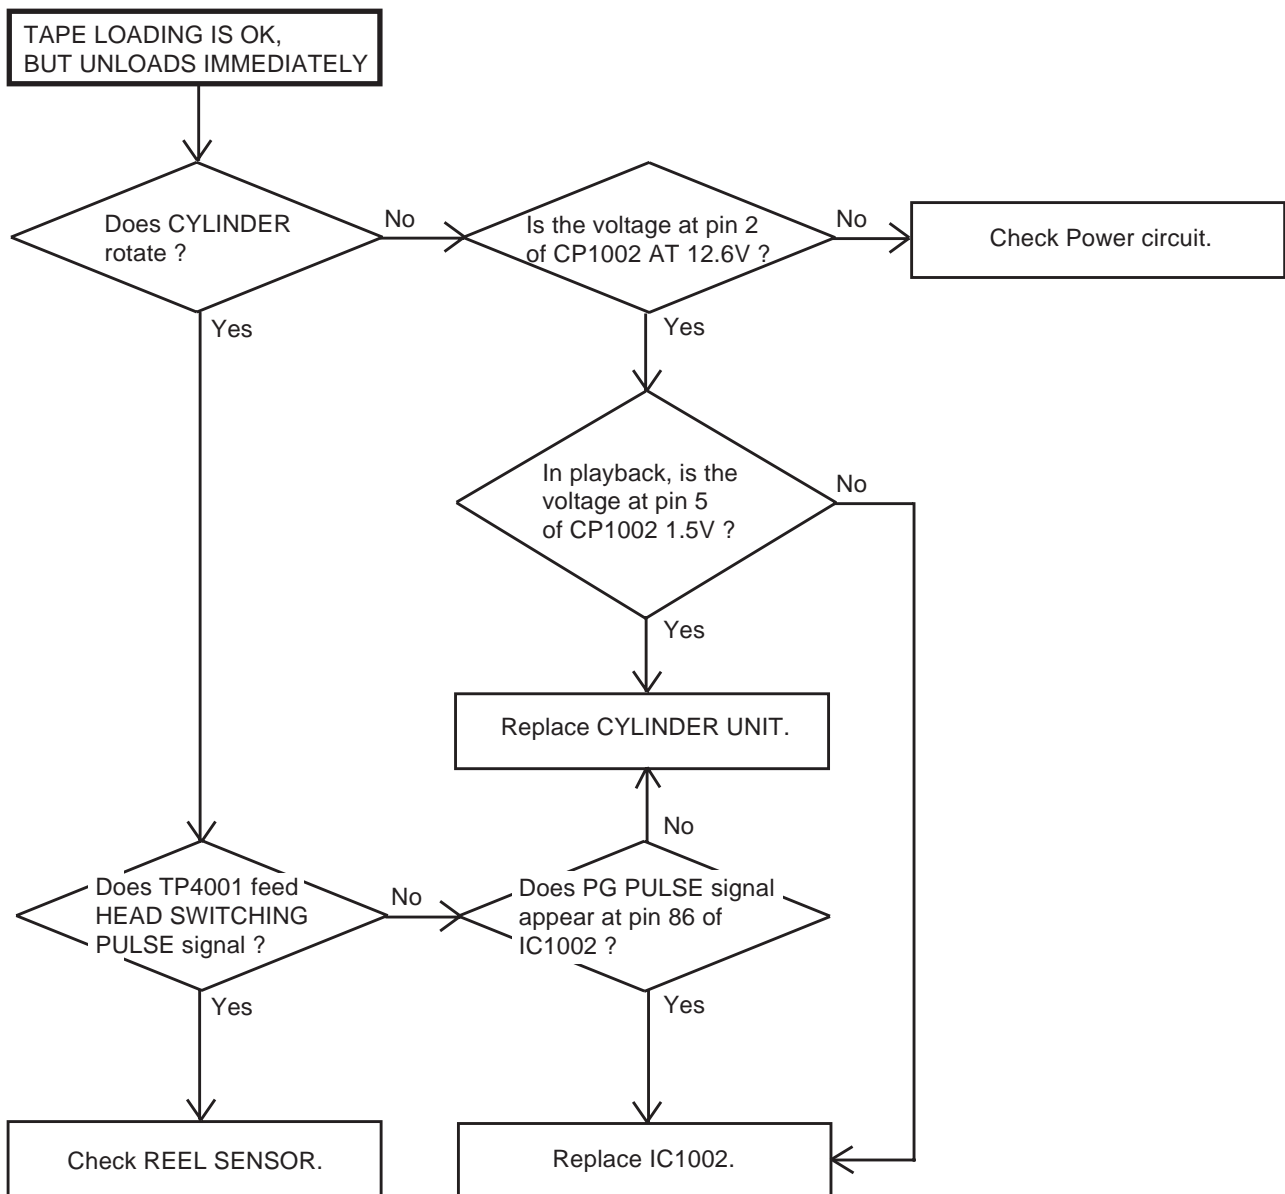 TAPE LOADING IS OK,
BUT UNLOADS IMMEDIATELY
Does CYLINDER
rotate ?
No
Is the voltage at pin 2
of CP1002 AT 12.6V ?
No
Check Power circuit.
Yes
Yes
In playback, is the
voltage at pin 5
of CP1002 1.5V ?
No
Yes
Replace CYLINDER UNIT.
No
Does TP4001 feed
HEAD SWITCHING
PULSE signal ?
No
Does PG PULSE signal
appear at pin 86 of
IC1002 ?
Yes
Yes
Check REEL SENSOR.
Replace IC1002.